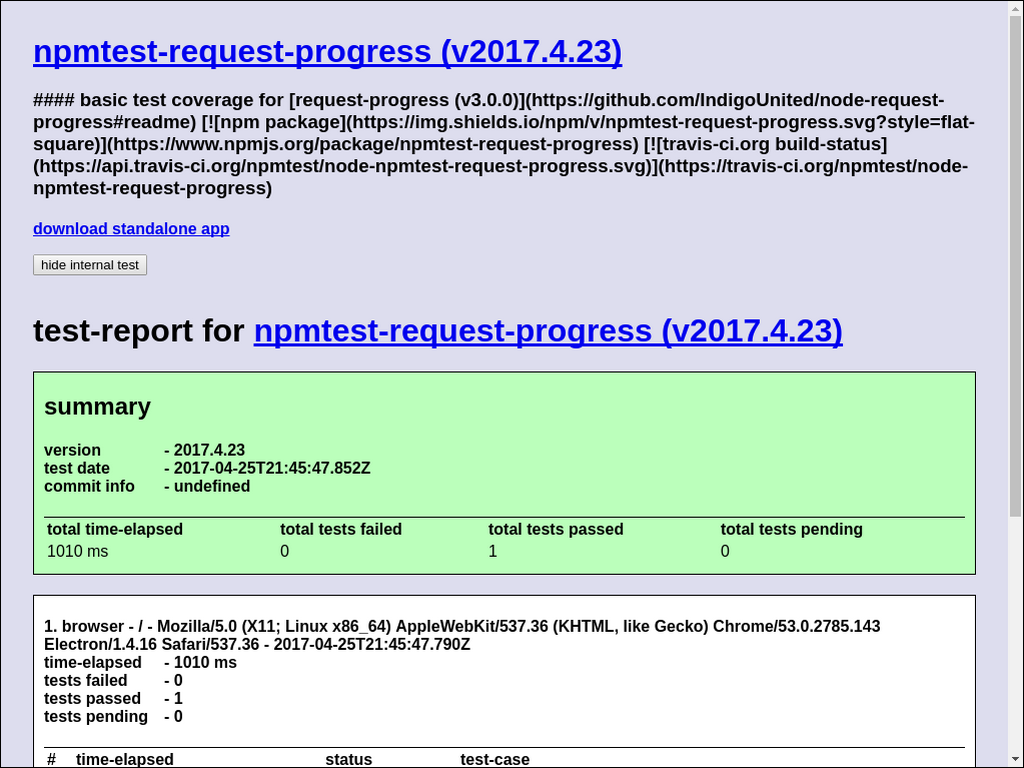 npmtest-request-progress (v2017.4.23)
#### basic test coverage for [request-progress (v3.0.0)](https://github.com/IndigoUnited/node-request-
progress#readme) [![npm package](https://img.shields.io/npm/v/npmtest-request-progress.svg?style=flat-
square)](https://www.npmjs.org/package/npmtest-request-progress) [![travis-ci.org build-status]
(https://api.travis-ci.org/npmtest/node-npmtest-request-progress.svg)](https://travis-ci.org/npmtest/node-
npmtest-request-progress)
download standalone app
hide internal test
test-report for npmtest-request-progress (v2017.4.23)
summary
version - 2017.4.23
test date - 2017-04-25T21:45:47.852Z
commit info - undefined
total time-elapsed total tests failed total tests passed total tests pending
1010 ms 0 1 0
1. browser - / - Mozilla/5.0 (X11; Linux x86_64) AppleWebKit/537.36 (KHTML, like Gecko) Chrome/53.0.2785.143
Electron/1.4.16 Safari/537.36 - 2017-04-25T21:45:47.790Z
time-elapsed - 1010 ms
tests failed - 0
tests passed - 1
tests pending - 0
# time-elapsed status test-case